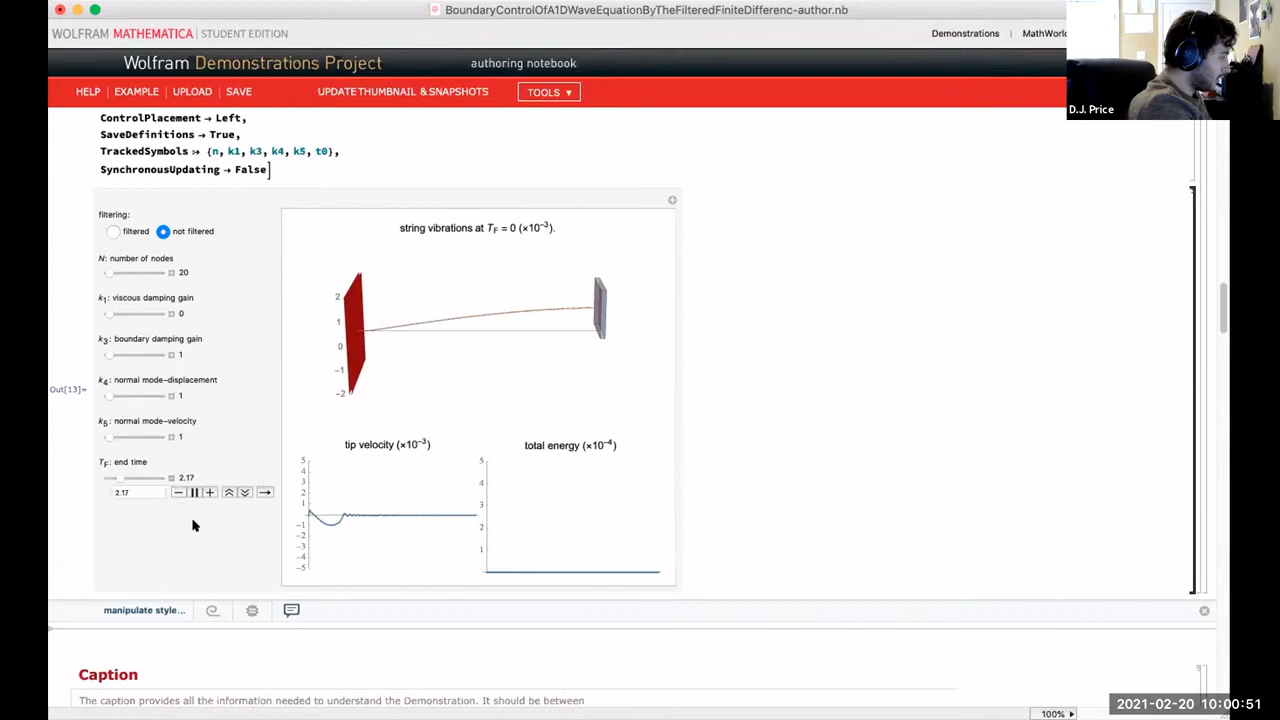 BoundaryControlOfA1DWaveEquationByTheFilteredFiniteDifferenc-author.nb
WOLFRAM MATHEMATICA | STUDENT EDITION
Demonstrations | MathWorl
D.J. Price
Wolfram Demonstrations Project
authoring notebook
HELP EXAMPLE UPLOAD SAVE UPDATE THUMBNAIL & SNAPSHOTS TOOLS ▼
ControlPlacement → Left,
SaveDefinitions → True,
TrackedSymbols :→ {n, k1, k3, k4, k5, t0},
SynchronousUpdating → False]
Out[13]=
filtering:
filtered not filtered
N: number of nodes
20
k1: viscous damping gain
0
k3: boundary damping gain
1
k4: normal mode-displacement
1
k5: normal mode-velocity
1
TF: end time
2.17
2.17
string vibrations at TF = 0 (×10⁻³).
2
1
0
−1
−2
tip velocity (×10⁻³)
5
4
3
2
1
−1
−2
−3
−4
−5
total energy (×10⁻⁴)
5
4
3
2
1
manipulate style...
Caption
The caption provides all the information needed to understand the Demonstration. It should be between
100% ▸
2021-02-20 10:00:51